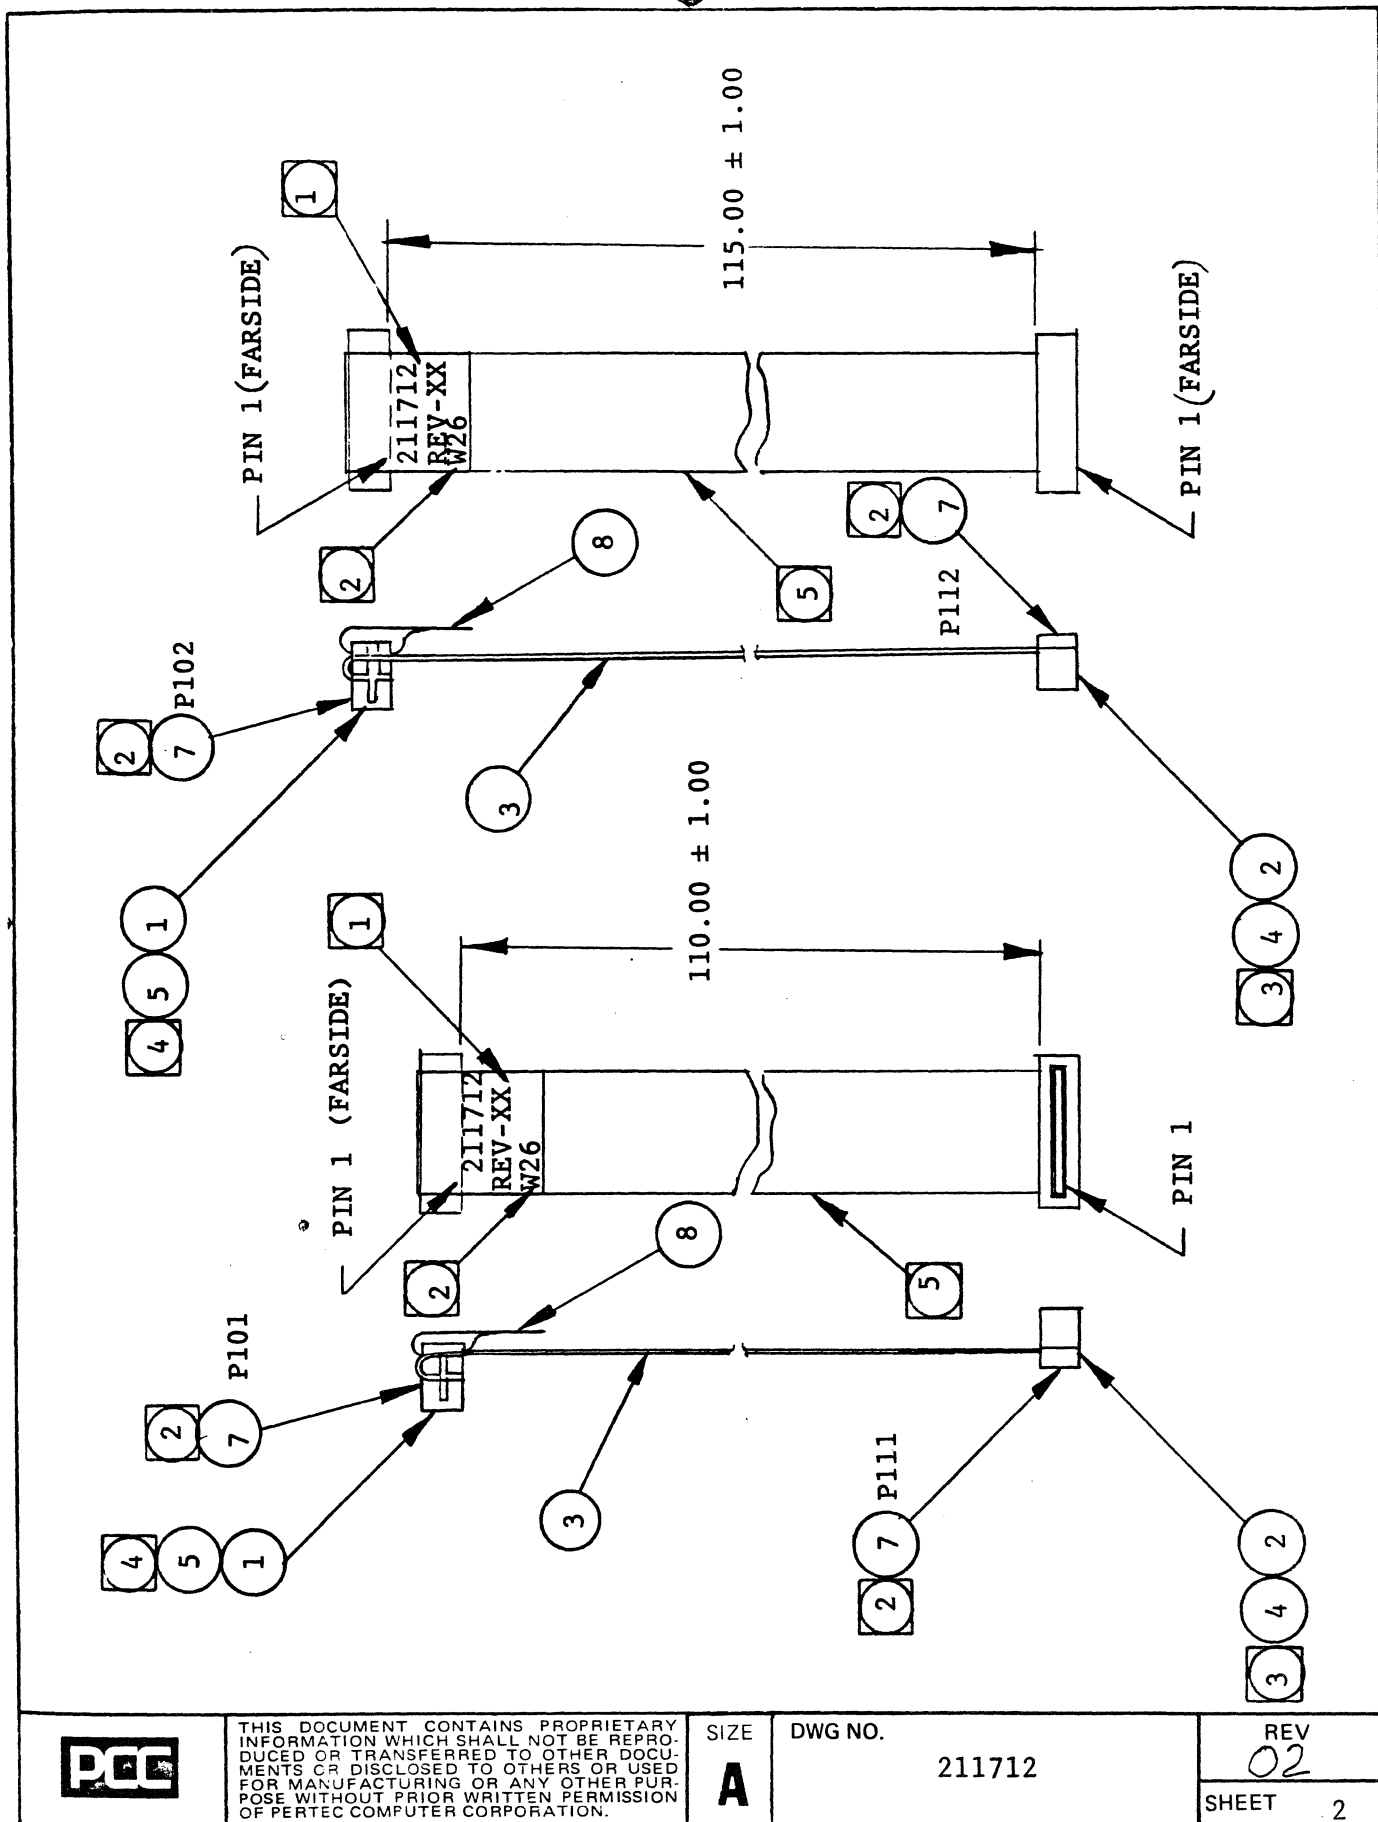 115.00 ± 1.00
1
PIN 1 (FARSIDE)
211712
REV-XX
W26
PIN 1 (FARSIDE)
2
8
2
7
5
P112
P102
2
7
3
1
5
4
2
4
3
110.00 ± 1.00
1
PIN 1 (FARSIDE)
211712
REV-XX
W26
PIN 1
2
8
5
P101
2
7
4
5
1
3
P111
7
2
2
4
3
PCC
THIS DOCUMENT CONTAINS PROPRIETARY
INFORMATION WHICH SHALL NOT BE REPRO-
DUCED OR TRANSFERRED TO OTHER DOCU-
MENTS OR DISCLOSED TO OTHERS OR USED
FOR MANUFACTURING OR ANY OTHER PUR-
POSE WITHOUT PRIOR WRITTEN PERMISSION
OF PERTEC COMPUTER CORPORATION.
SIZE
A
DWG NO.
211712
REV
02
SHEET 2